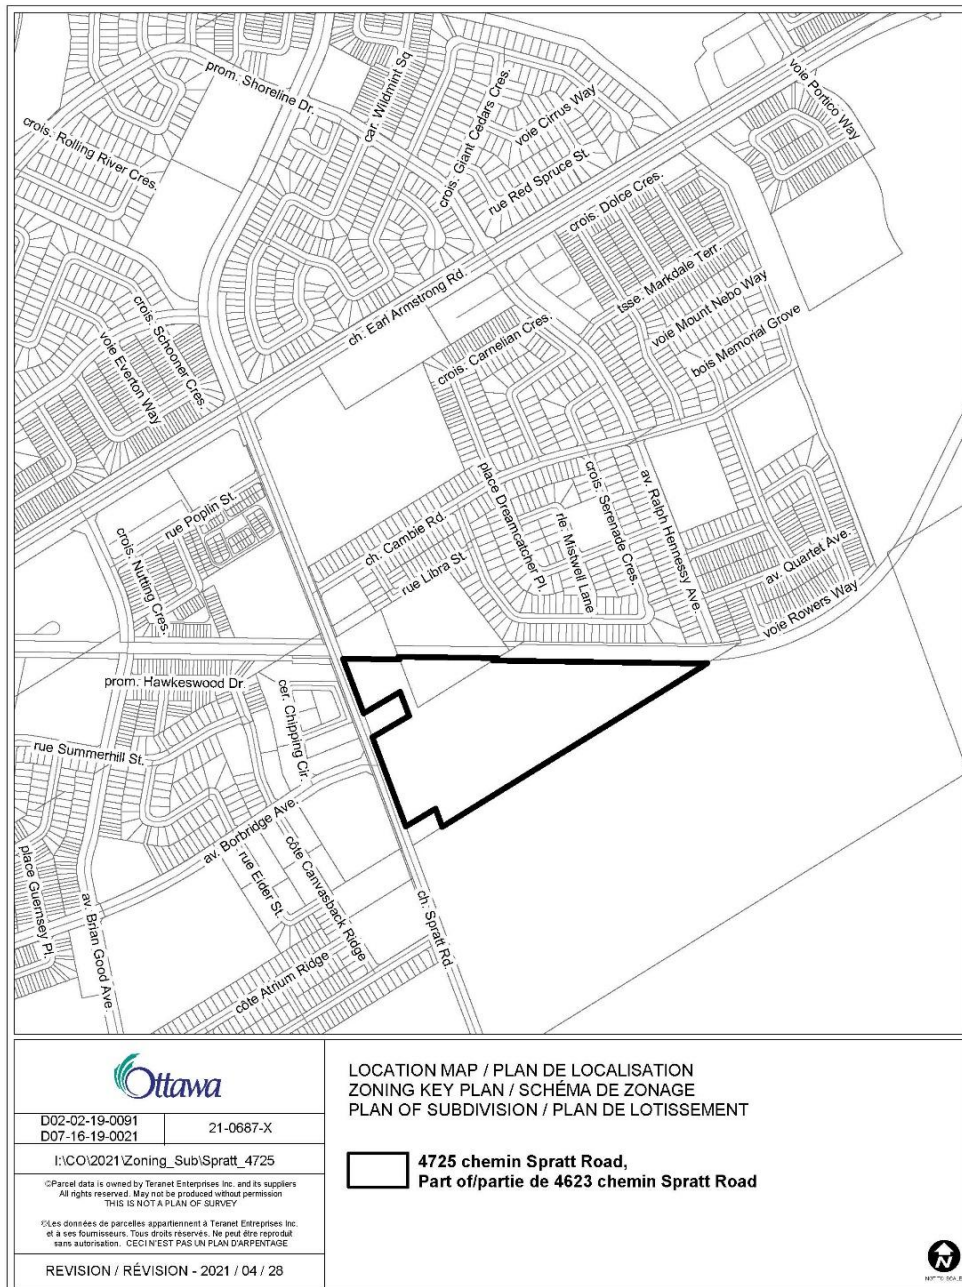 prom. Shoreline Dr.
car. Wildmint Sq
crois. Giant Cedars Cres.
voie Cirrus Way
voie Portico Way
crois. Rolling River Cres.
rue Red Spruce St.
crois. Dolce Cres.
tsse. Markdale Terr.
voie Mount Nebo Way
bois Memorial Grove
ch. Earl Armstrong Rd.
crois. Schooner Cres.
voie Everton Way
crois. Carnelian Cres.
rue Poplin St.
crois. Nutting Cres.
ch. Cambie Rd.
rue Libra St.
place Dreamcatcher Pl.
rle. Mistwell Lane
crois. Serenade Cres.
av. Ralph Hennessy Ave.
av. Quartet Ave.
voie Rowers Way
prom. Hawkeswood Dr.
cer. Chipping Cir.
rue Summerhill St.
av. Borbridge Ave.
rue Eider St.
côte Canvasback Ridge
place Guernsey Pl.
av. Brian Good Ave.
côte Atrium Ridge
ch. Spratt Rd.
Ottawa
D02-02-19-0091
D07-16-19-0021
21-0687-X
I:\CO\2021\Zoning_Sub\Spratt_4725
©Parcel data is owned by Teranet Enterprises Inc. and its suppliers
All rights reserved. May not be produced without permission
THIS IS NOT A PLAN OF SURVEY
©Les données de parcelles appartiennent à Teranet Entreprises Inc.
et à ses fournisseurs. Tous droits réservés. Ne peut être reproduit
sans autorisation. CECI N'EST PAS UN PLAN D'ARPENTAGE
REVISION / RÉVISION - 2021 / 04 / 28
LOCATION MAP / PLAN DE LOCALISATION
ZONING KEY PLAN / SCHÉMA DE ZONAGE
PLAN OF SUBDIVISION / PLAN DE LOTISSEMENT
4725 chemin Spratt Road,
Part of/partie de 4623 chemin Spratt Road
N
NOT TO SCALE